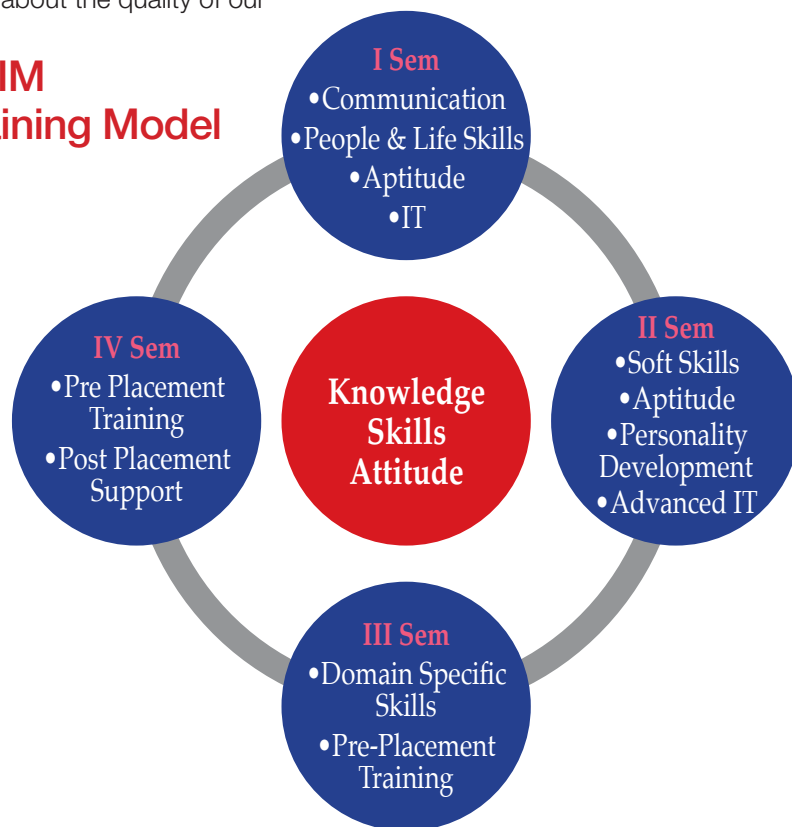 about the quality of our
IM
ining Model
I Sem
•Communication
•People & Life Skills
•Aptitude
•IT
II Sem
•Soft Skills
•Aptitude
•Personality
Development
•Advanced IT
III Sem
•Domain Specific
Skills
•Pre-Placement
Training
IV Sem
•Pre Placement
Training
•Post Placement
Support
Knowledge
Skills
Attitude